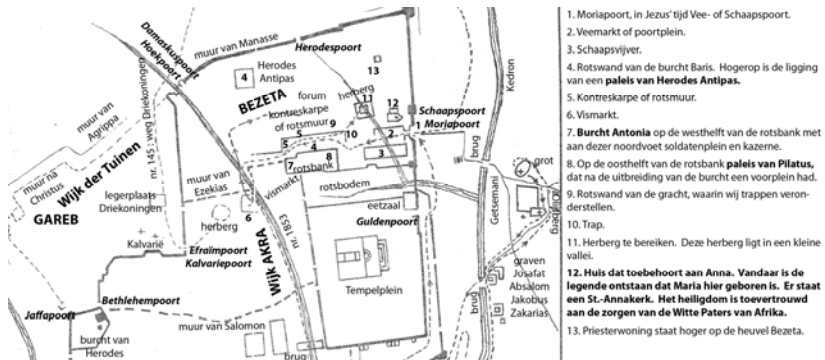 Damaskuspoort
Hoekpoort
muur van Manasse
Herodespoort
4
Herodes
Antipas
13
BEZETA
forum
herberg
11
12
kontreskarpe
of rotsmuur
9
10
Schaapspoort
1 Moriapoort
2
3
5
5
4
8
7
rotsbank
rotsbodem
vismarkt
muur van
Agrippa
nr. 145 : weg Driekoningen
muur na
Christus
Wijk der Tuinen
GAREB
legerplaats
Driekoningen
muur van
Ezekias
6
herberg
Kalvarië
Efraïmpoort
Kalvariepoort
Wijk AKRA
nr. 1853
eetzaal
Guldenpoort
Tempelplein
Bethlehempoort
Jaffapoort
burcht van
Herodes
muur van Salomon
brug
Kedron
brug
grot
Getsemani
Olijfberg
graven
Josafat
Absalom
Jakobus
Zakarias
brug
1. Moriapoort, in Jezus' tijd Vee- of Schaapspoort.
2. Veemarkt of poortplein.
3. Schaapsvijver.
4. Rotswand van de burcht Baris. Hogerop is de ligging
van een paleis van Herodes Antipas.
5. Kontreskarpe of rotsmuur.
6. Vismarkt.
7. Burcht Antonia op de westhelft van de rotsbank met
aan dezer noordvoet soldatenplein en kazerne.
8. Op de oosthelft van de rotsbank paleis van Pilatus,
dat na de uitbreiding van de burcht een voorplein had.
9. Rotswand van de gracht, waarin wij trappen veron-
derstellen.
10. Trap.
11. Herberg te bereiken. Deze herberg ligt in een kleine
vallei.
12. Huis dat toebehoort aan Anna. Vandaar is de
legende ontstaan dat Maria hier geboren is. Er staat
een St.-Annakerk. Het heiligdom is toevertrouwd
aan de zorgen van de Witte Paters van Afrika.
13. Priesterwoning staat hoger op de heuvel Bezeta.